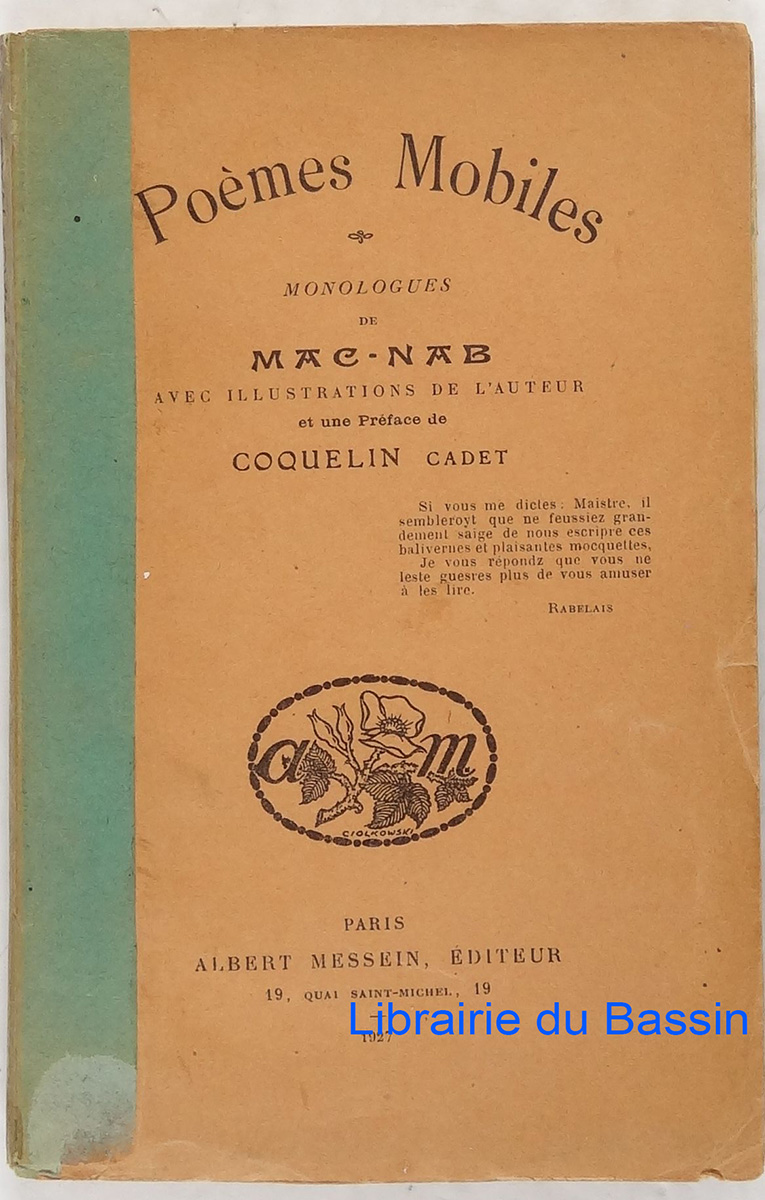 Poèmes Mobiles
MONOLOGUES
DE
MAC-NAB
AVEC ILLUSTRATIONS DE L'AUTEUR
et une Préface de
COQUELIN CADET
Si vous me dictes : Maistre, il
sembleroyt que ne feussiez gran-
dement saige de nous escripre ces
balivernes et plaisantes mocquettes,
Je vous répondz que vous ne
leste guesres plus de vous amuser
à les lire.
RABELAIS
a m
CIOLKOWSKI
PARIS
ALBERT MESSEIN, ÉDITEUR
19, QUAI SAINT-MICHEL, 19
Librairie du Bassin
1927